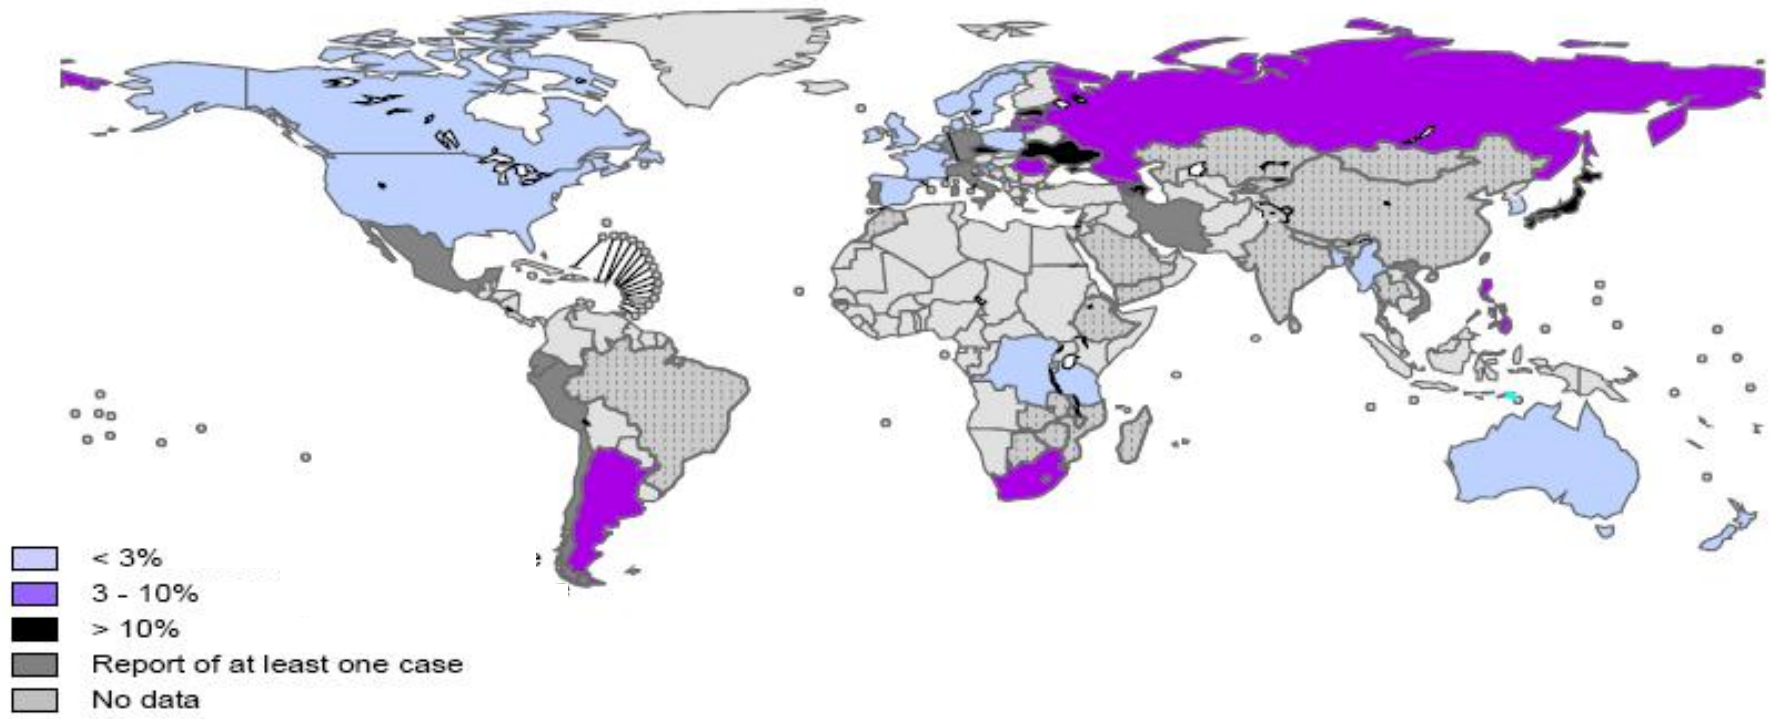 < 3%
3 - 10%
> 10%
Report of at least one case
No data